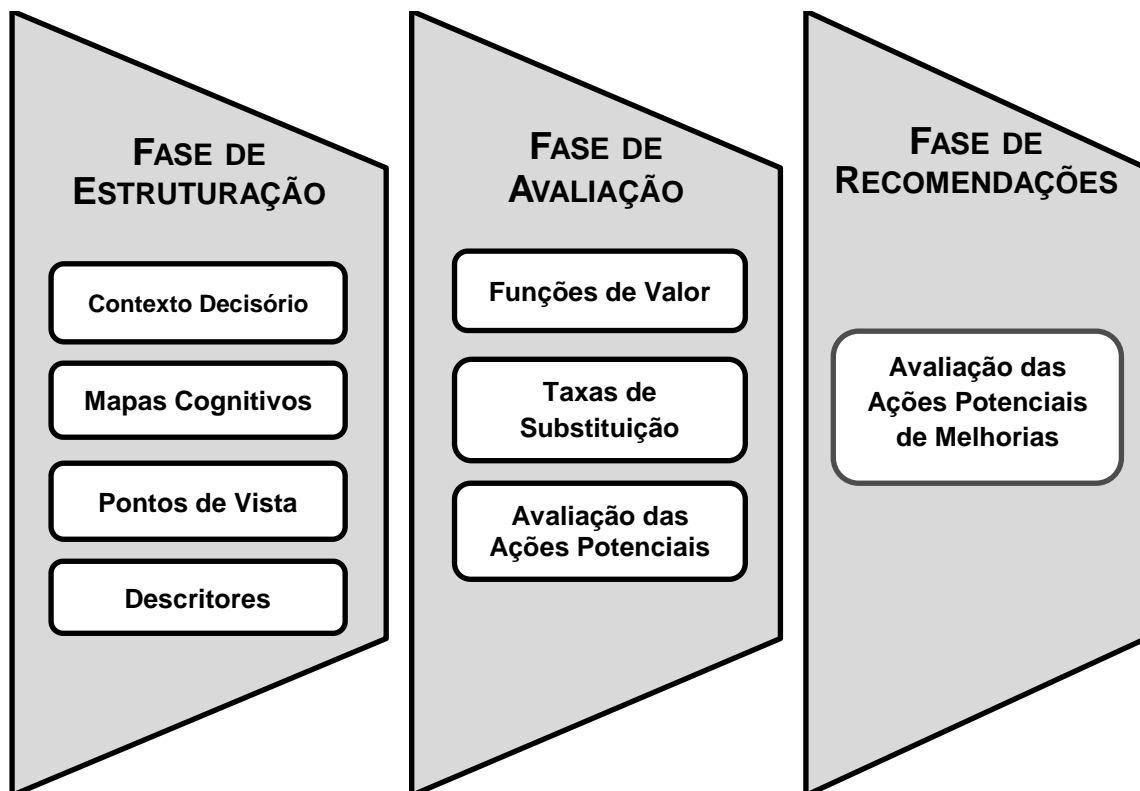 FASE DE
ESTRUTURAÇÃO
Contexto Decisório
Mapas Cognitivos
Pontos de Vista
Descritores
FASE DE
AVALIAÇÃO
Funções de Valor
Taxas de
Substituição
Avaliação das
Ações Potenciais
FASE DE
RECOMENDAÇÕES
Avaliação das
Ações Potenciais
de Melhorias